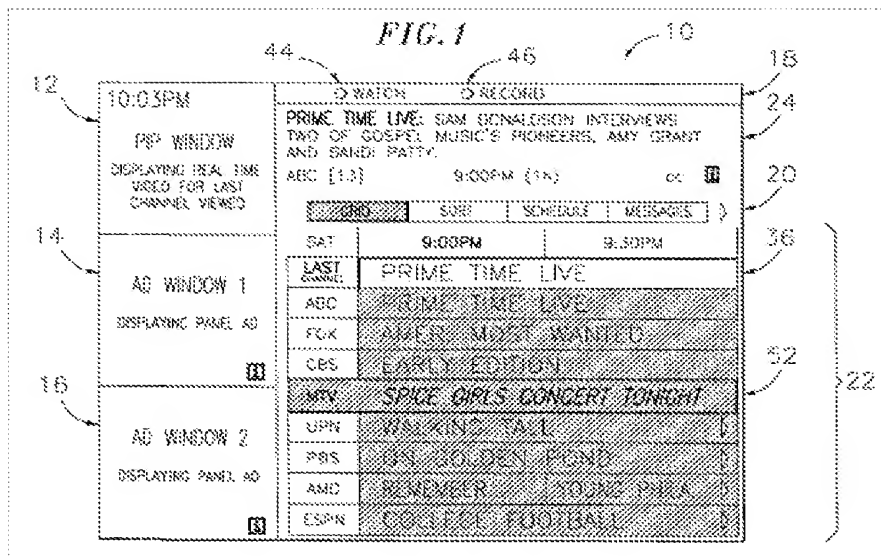 FIG. 1
10
12
14
16
44
46
18
24
20
36
52
22
10:03PM
PIP WINDOW
DISPLAYING REAL TIME
VIDEO FOR LAST
CHANNEL VIEWED
AD WINDOW 1
DISPLAYING PANEL AD
i
AD WINDOW 2
DISPLAYING PANEL AD
i
WATCH RECORD
PRIME TIME LIVE: SAM DONALDSON INTERVIEWS
TWO OF GOSPEL MUSIC'S PIONEERS, AMY GRANT
AND SANDI PATTY.
ABC 9:00PM (1h) cc i
GRID SORT SCHEDULE MESSAGES
SAT 9:00PM 9:30PM
LAST CHANNEL PRIME TIME LIVE
ABC PRIME TIME LIVE
FOX AMER. MOST WANTED
CBS EARLY EDITION
MTV SPICE GIRLS CONCERT TONIGHT
UPN WALKING TALL
PBS ON GOLDEN POND
AMC REMEMBER YOUNG PHILA.
ESPN COLLEGE FOOTBALL